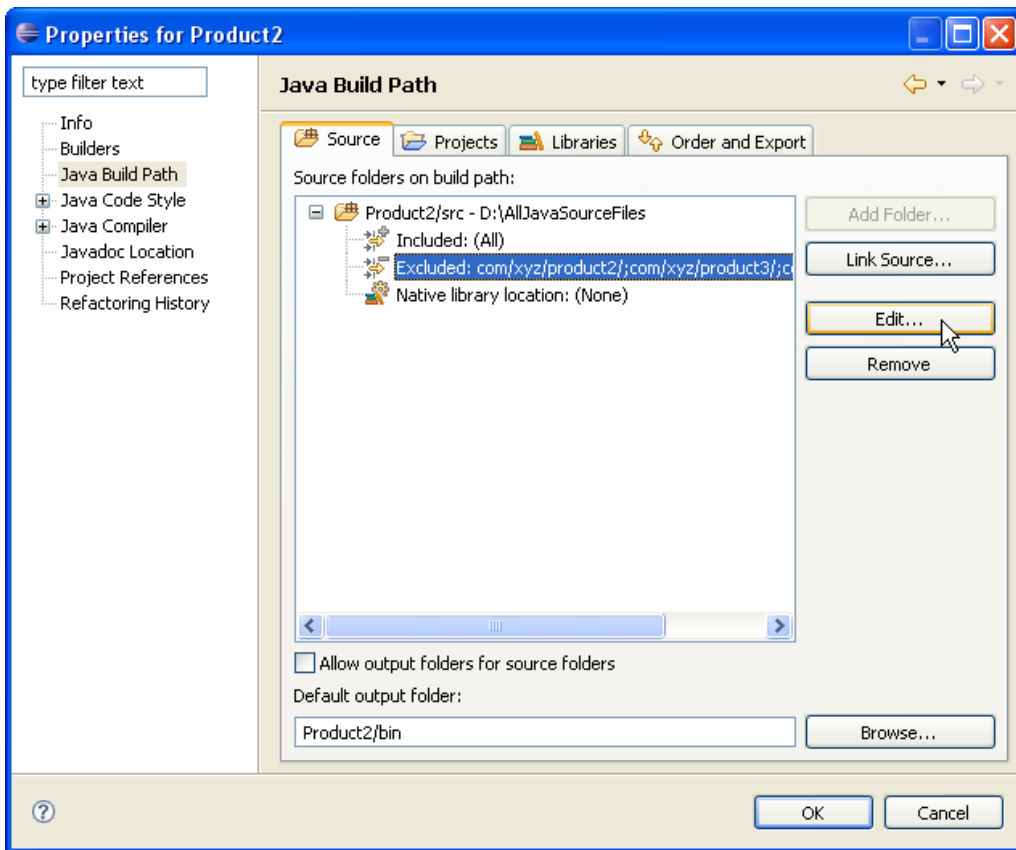 Properties for Product2
type filter text
Info
Builders
Java Build Path
Java Code Style
Java Compiler
Javadoc Location
Project References
Refactoring History
Java Build Path
Source Projects Libraries Order and Export
Source folders on build path:
Product2/src - D:\AllJavaSourceFiles
Included: (All)
Excluded: com/xyz/product2/;com/xyz/product3/;c
Native library location: (None)
Add Folder...
Link Source...
Edit...
Remove
Allow output folders for source folders
Default output folder:
Product2/bin
Browse...
OK Cancel